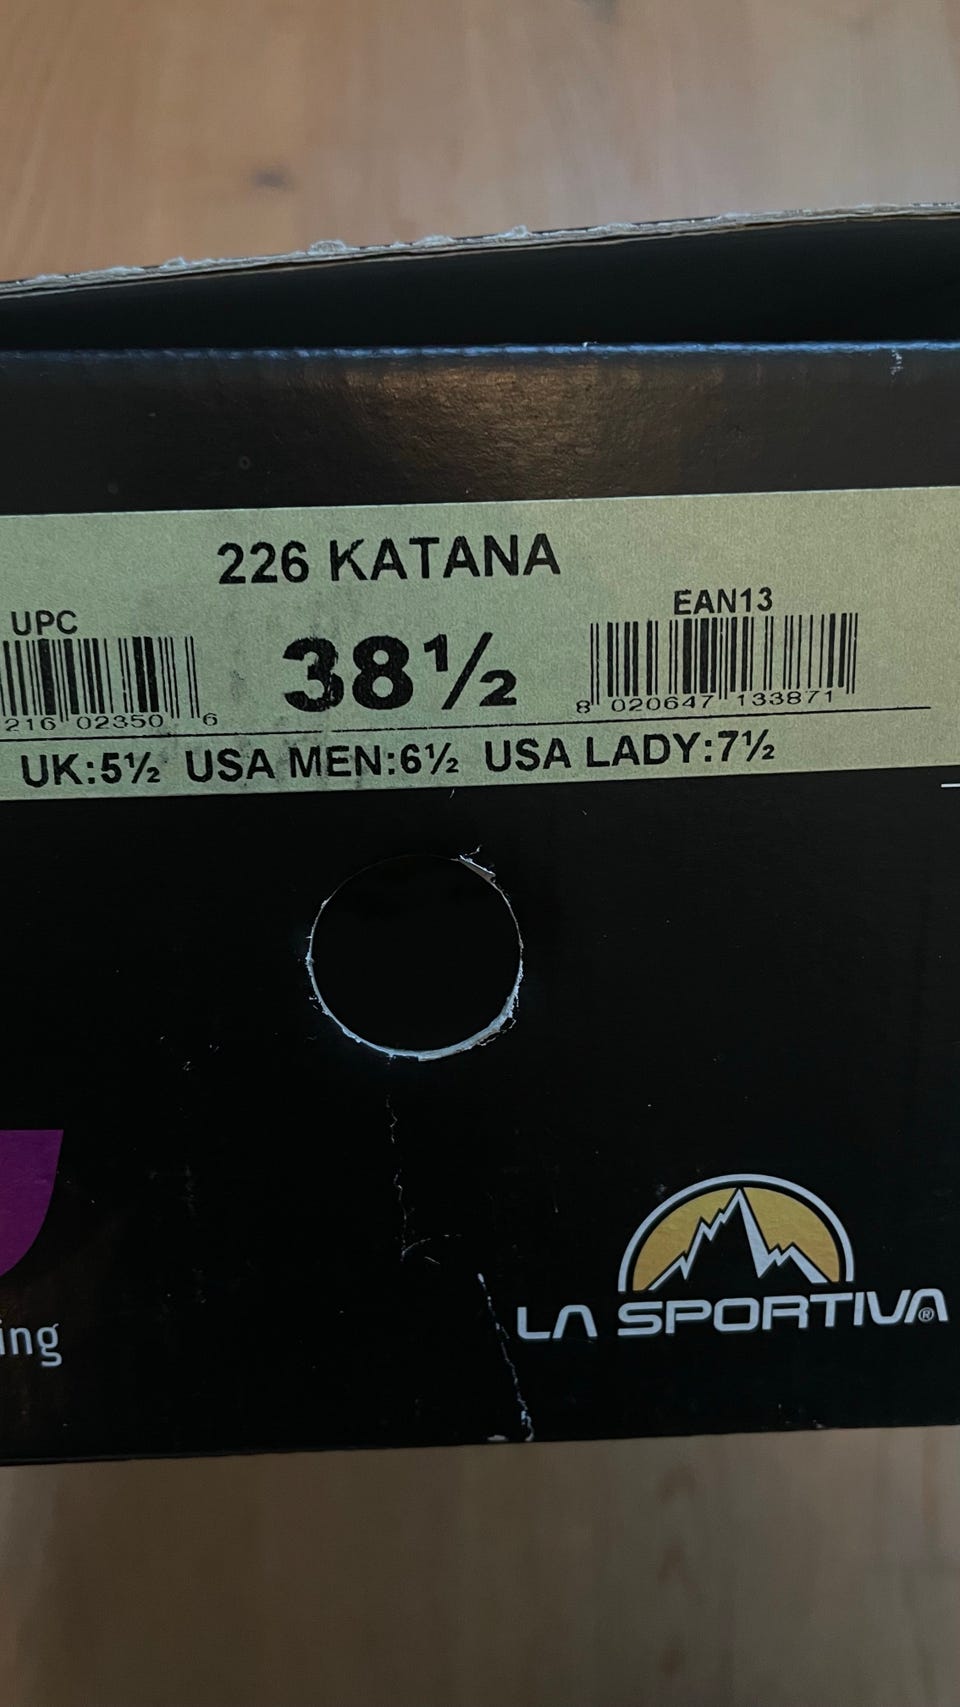 226 KATANA
UPC
EAN13
38½
216 02350 6
8 020647 133871
UK:5½ USA MEN:6½ USA LADY:7½
ing
LA SPORTIVA®